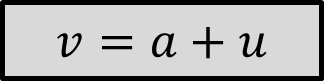 v = a + u